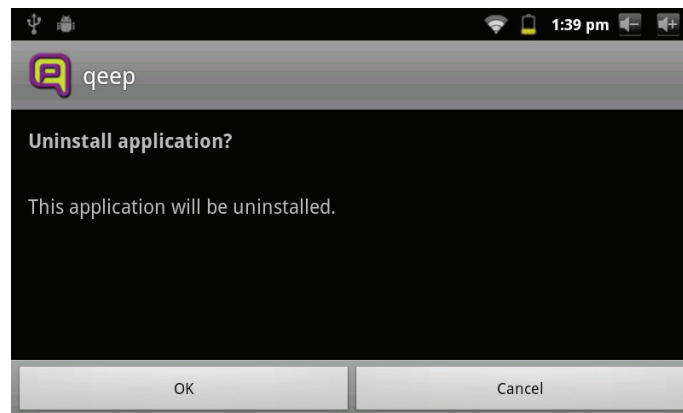 1:39 pm
qeep
Uninstall application?
This application will be uninstalled.
OK
Cancel